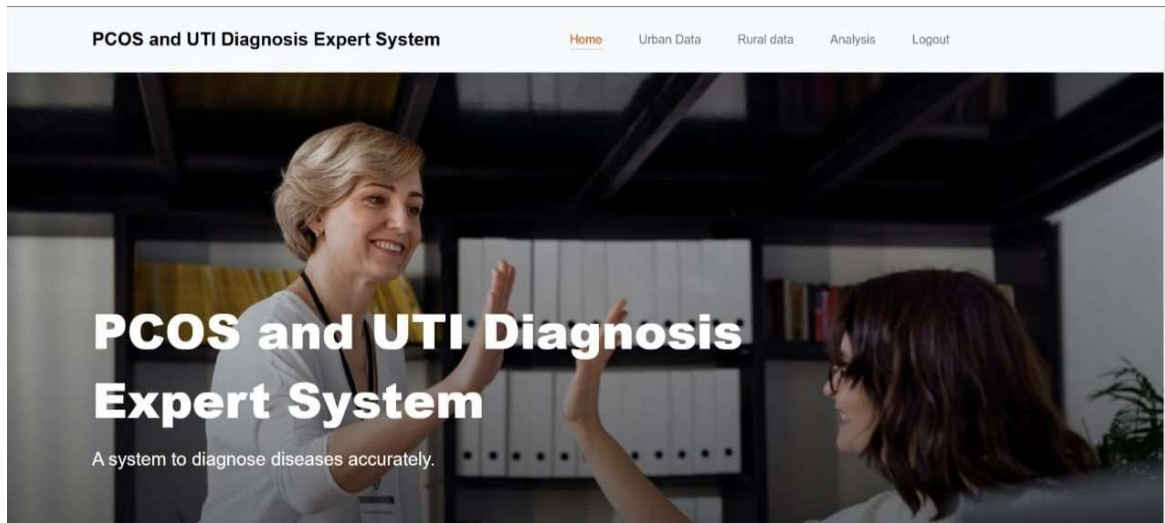 PCOS and UTI Diagnosis Expert System
Home Urban Data Rural data Analysis Logout
PCOS and UTI Diagnosis
Expert System
A system to diagnose diseases accurately.